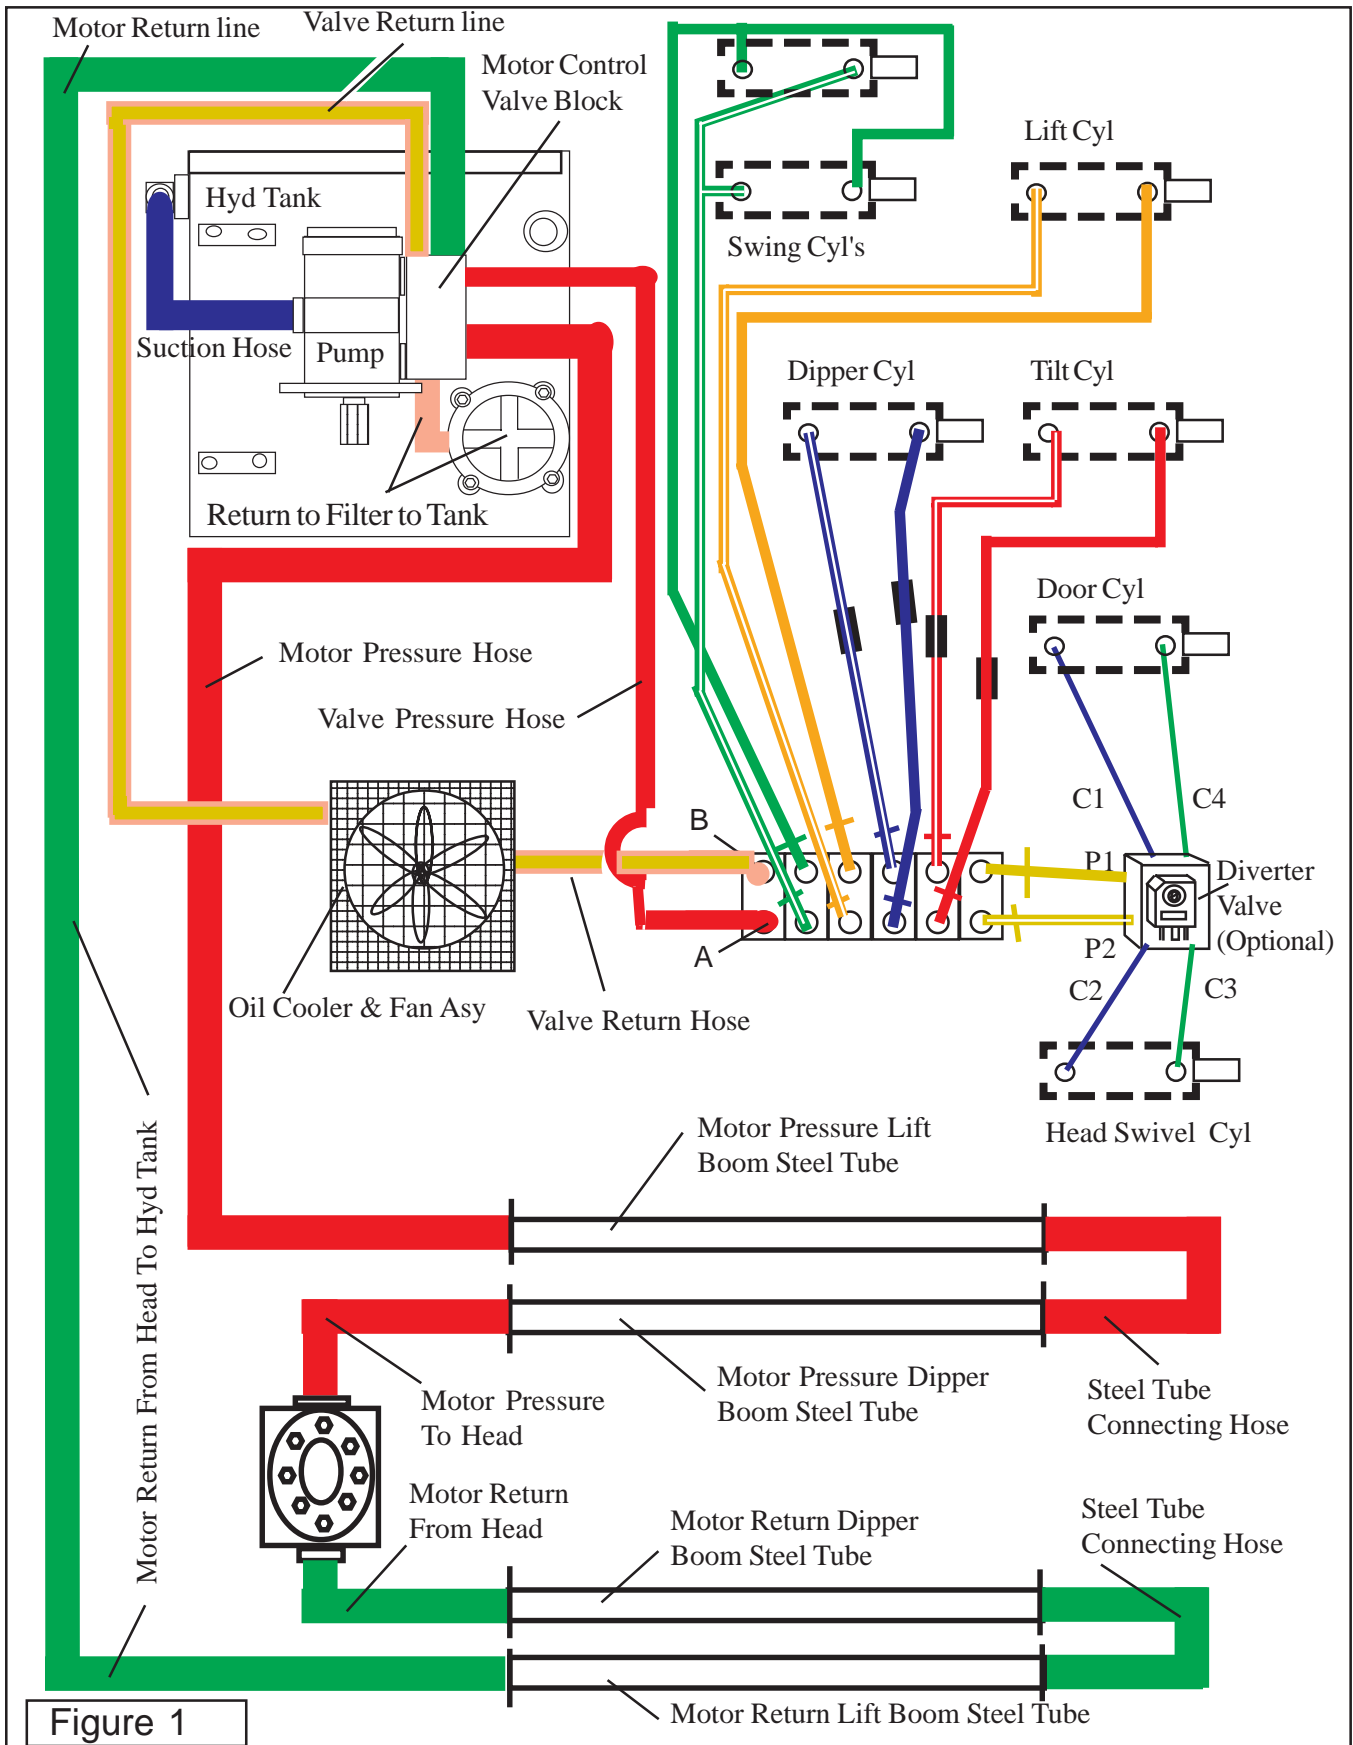 Motor Return line
Valve Return line
Motor Control
Valve Block
Lift Cyl
Hyd Tank
Swing Cyl's
Suction Hose
Pump
Dipper Cyl
Tilt Cyl
Return to Filter to Tank
Door Cyl
Motor Pressure Hose
Valve Pressure Hose
C1
C4
B
P1
Diverter
Valve
(Optional)
A
P2
C2
C3
Oil Cooler & Fan Asy
Valve Return Hose
Motor Pressure Lift
Boom Steel Tube
Head Swivel Cyl
Motor Return From Head To Hyd Tank
Motor Pressure
To Head
Motor Pressure Dipper
Boom Steel Tube
Steel Tube
Connecting Hose
Motor Return
From Head
Motor Return Dipper
Boom Steel Tube
Steel Tube
Connecting Hose
Motor Return Lift Boom Steel Tube
Figure 1